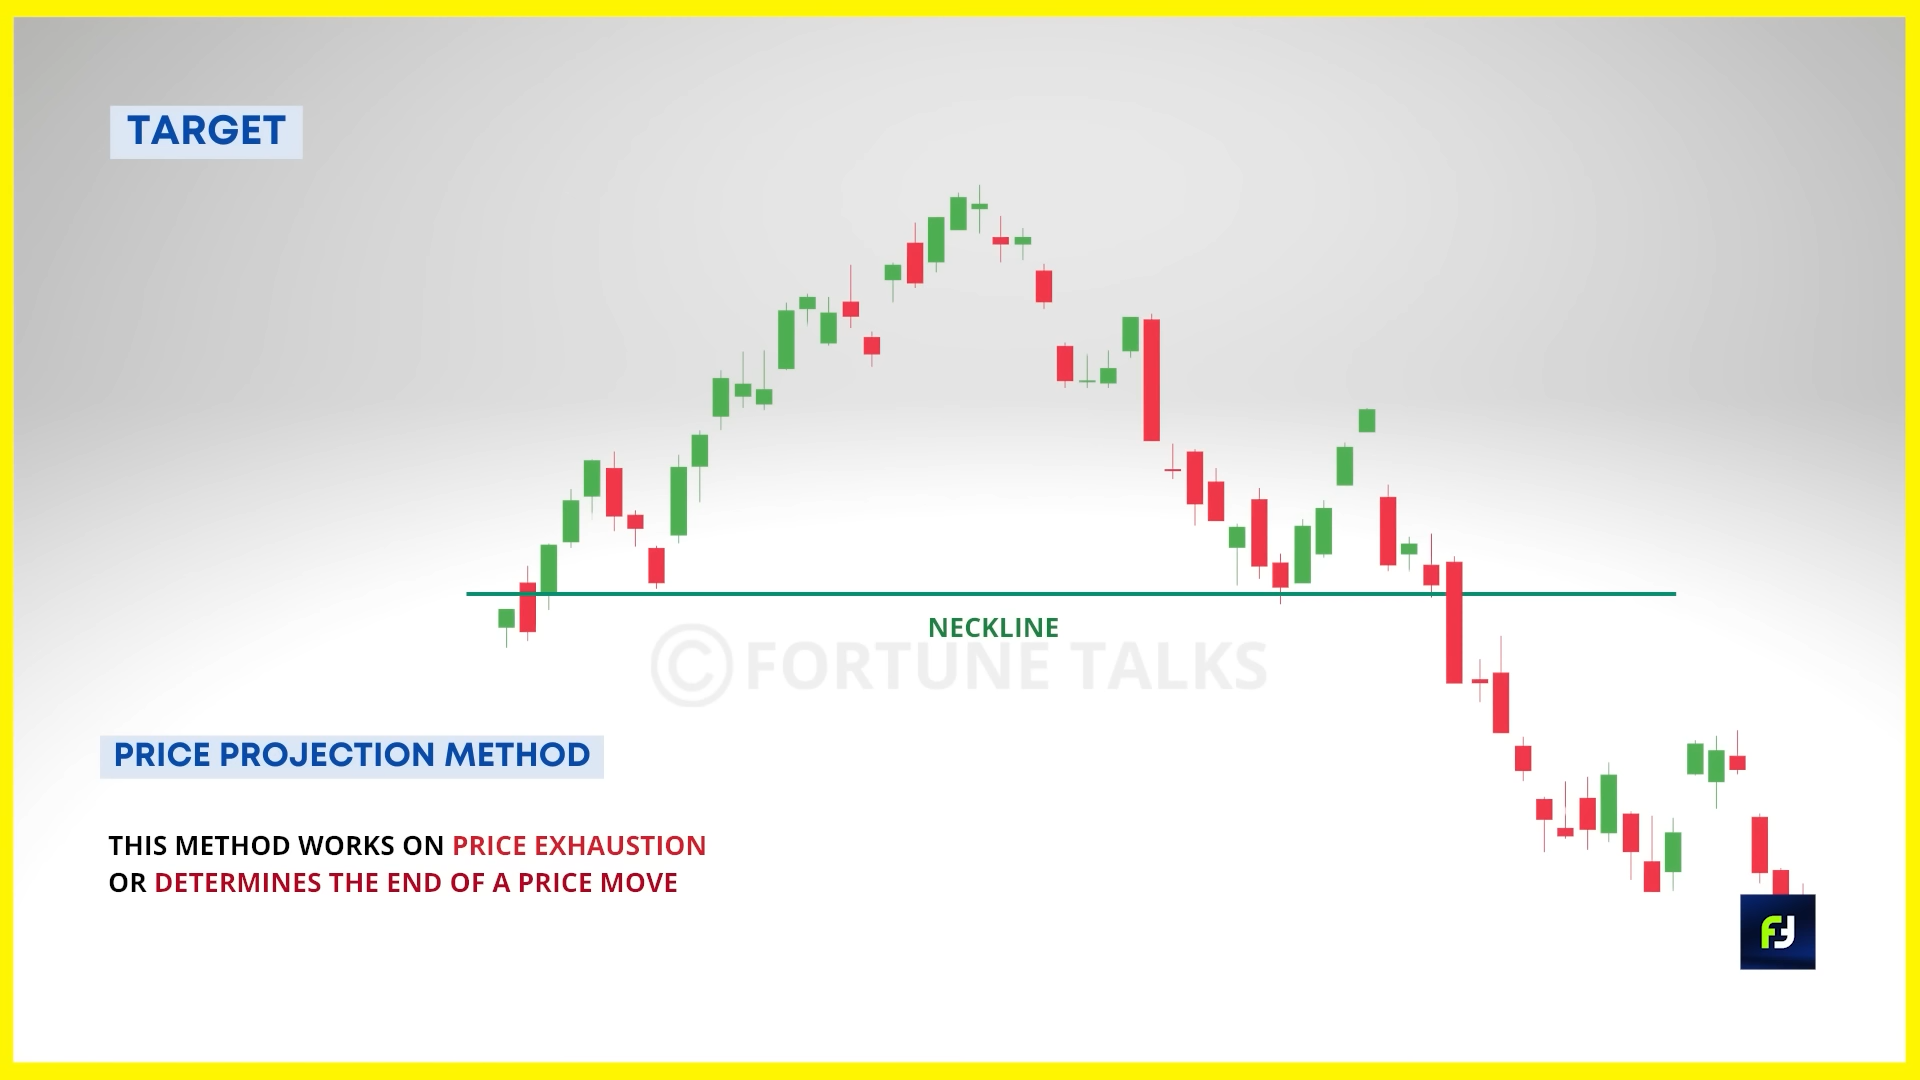 TARGET
NECKLINE
© FORTUNE TALKS
PRICE PROJECTION METHOD
THIS METHOD WORKS ON PRICE EXHAUSTION
OR DETERMINES THE END OF A PRICE MOVE